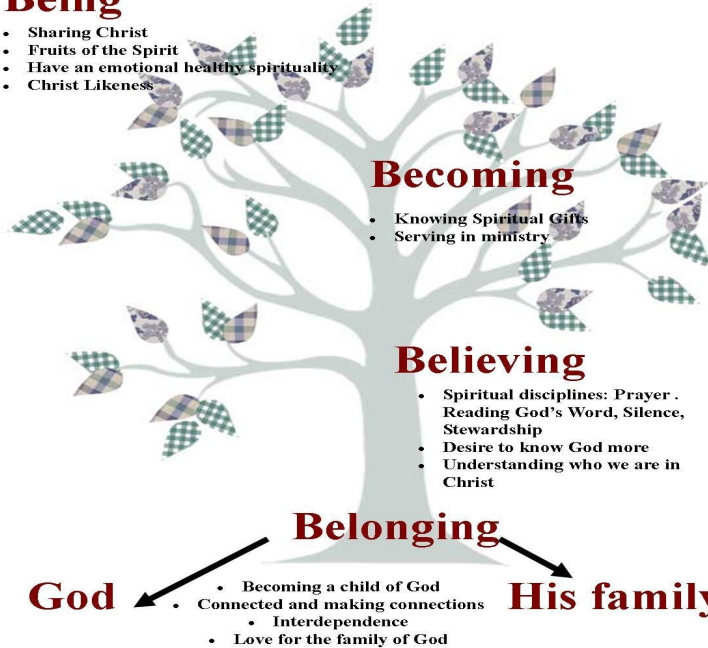 Being
• Sharing Christ
• Fruits of the Spirit
• Have an emotional healthy spirituality
• Christ Likeness
Becoming
• Knowing Spiritual Gifts
• Serving in ministry
Believing
• Spiritual disciplines: Prayer .
Reading God's Word, Silence,
Stewardship
• Desire to know God more
• Understanding who we are in
Christ
Belonging
God
• Becoming a child of God
• Connected and making connections
• Interdependence
• Love for the family of God
His family